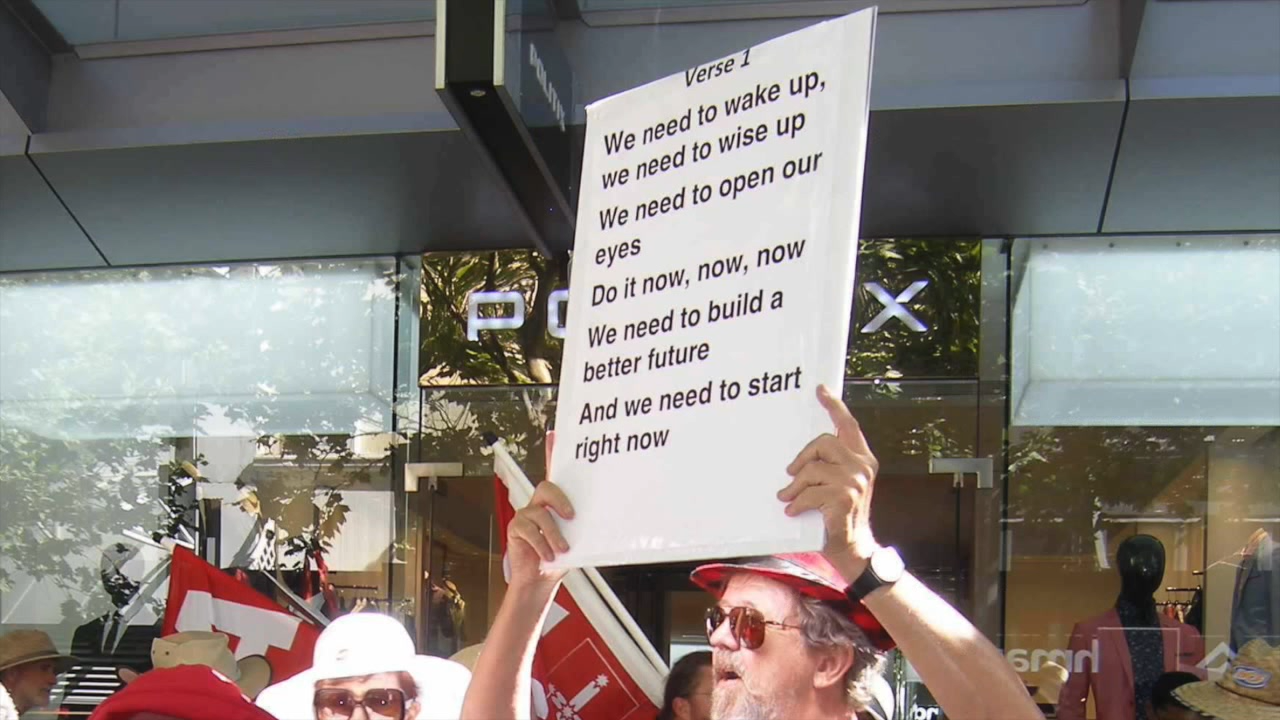 Verse 1
We need to wake up,
we need to wise up
We need to open our
eyes
Do it now, now, now
We need to build a
better future
And we need to start
right now